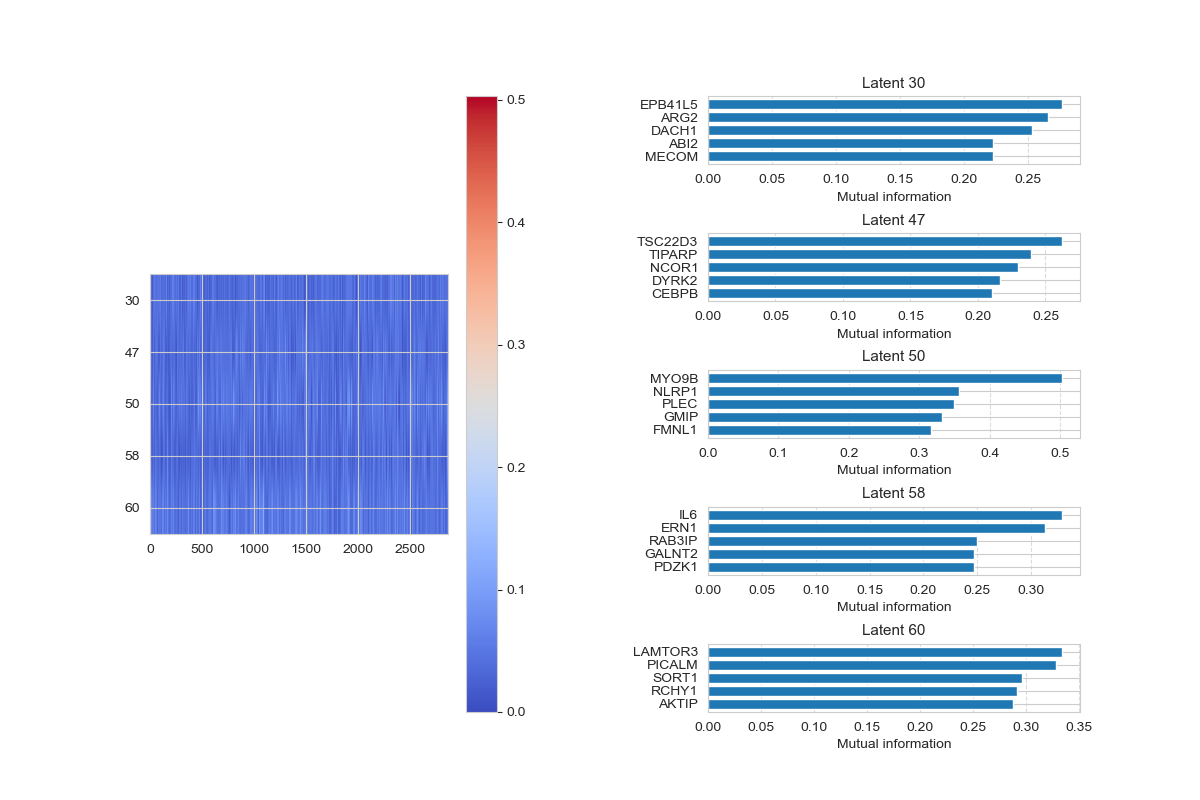 30
47
50
58
60
0 500 1000 1500 2000 2500
0.5
0.4
0.3
0.2
0.1
0.0
Latent 30
EPB41L5
ARG2
DACH1
ABI2
MECOM
0.00 0.05 0.10 0.15 0.20 0.25
Mutual information
Latent 47
TSC22D3
TIPARP
NCOR1
DYRK2
CEBPB
0.00 0.05 0.10 0.15 0.20 0.25
Mutual information
Latent 50
MYO9B
NLRP1
PLEC
GMIP
FMNL1
0.0 0.1 0.2 0.3 0.4 0.5
Mutual information
Latent 58
IL6
ERN1
RAB3IP
GALNT2
PDZK1
0.00 0.05 0.10 0.15 0.20 0.25 0.30
Mutual information
Latent 60
LAMTOR3
PICALM
SORT1
RCHY1
AKTIP
0.00 0.05 0.10 0.15 0.20 0.25 0.30 0.35
Mutual information